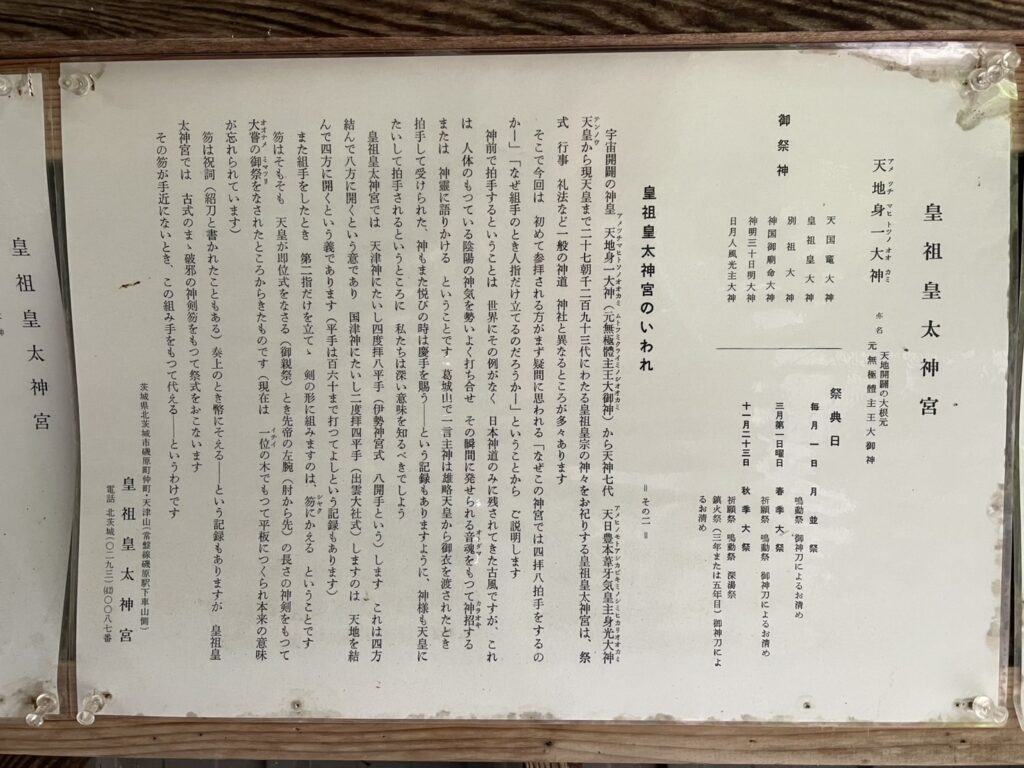 皇祖皇太神宮
アメ ツチ マヒトツノ オオ カミ
天地身一大神
亦名 天地開闢の大根元
元無極體主王大御神
御祭神
天国竜大神
皇祖皇大神
別祖大神
神国御廟命大神
神明三十日明大神
日月人風光主大神
祭典日
毎月一日 月並祭
鳴動祭 御神刀によるお清め
三月第一日曜日 春季大祭
祈願祭 鳴動祭 御神刀によるお清め
十一月二十三日 秋季大祭
祈願祭 鳴動祭 深湯祭
鎮火祭(三年または五年目)御神刀によ
るお清め
皇祖皇太神宮のいわれ
=その二=
宇宙開闢の神皇 天地身一大神(元無極體主王大御神)から天神七代 天日豊本葦牙気皇主身光大神
天皇から現天皇まで二十七朝千二百九十三代にわたる皇祖皇宗の神々をお祀りする皇祖皇太神宮は、祭
式 行事 礼法など一般の神道 神社と異なるところが多々あります
そこで今回は 初めて参拝される方がまず疑問に思われる「なぜこの神宮では四拝八拍手をするの
か―」「なぜ組手のとき人指だけ立てるのだろうか―」ということから ご説明します
神前で拍手するということは 世界にその例がなく 日本神道のみに残されてきた古風ですが、これ
は 人体のもつている陰陽の神気を勢いよく打ち合せ その瞬間に発せられる音魂をもつて神招する
または 神靈に語りかける ということです 葛城山で一言主神は雄略天皇から御衣を渡されたとき
拍手して受けられた、神もまた悦びの時は慶手を賜う――という記録もありますように、神様も天皇に
たいして拍手されるというところに 私たちは深い意味を知るべきでしよう
皇祖皇太神宮では 天津神にたいし四度拝八平手(伊勢神宮式 八開手という)します これは四方
結んで八方に開くという意であり 国津神にたいし二度拝四平手(出雲大社式)しますのは 天地を結
んで四方に開くという義であります(平手は百六十まで打つてよしという記録もあります)
また組手をしたとき 第二指だけを立てゝ 剣の形に組みますのは、笏にかえる ということです
笏はそもそも 天皇が即位式をなさる(御親祭)とき先帝の左腕(肘から先)の長さの神剣をもつて
大嘗の御祭をなされたところからきたものです(現在は 一位の木でもつて平板につくられ本来の意味
が忘れられています)
笏は祝詞(紹刀と書かれたこともある)奏上のとき幣にそえる――という記録もありますが 皇祖皇
太神宮では 古式のまゝ破邪の神剣笏をもつて祭式をおこないます
その笏が手近にないとき、この組み手をもつて代える――というわけです
茨城県北茨城市磯原町仲町・天津山(常盤線磯原駅下車山側)
皇祖皇太神宮
電話 北茨城(〇二九三)㊷〇〇八七番
皇祖皇太神宮